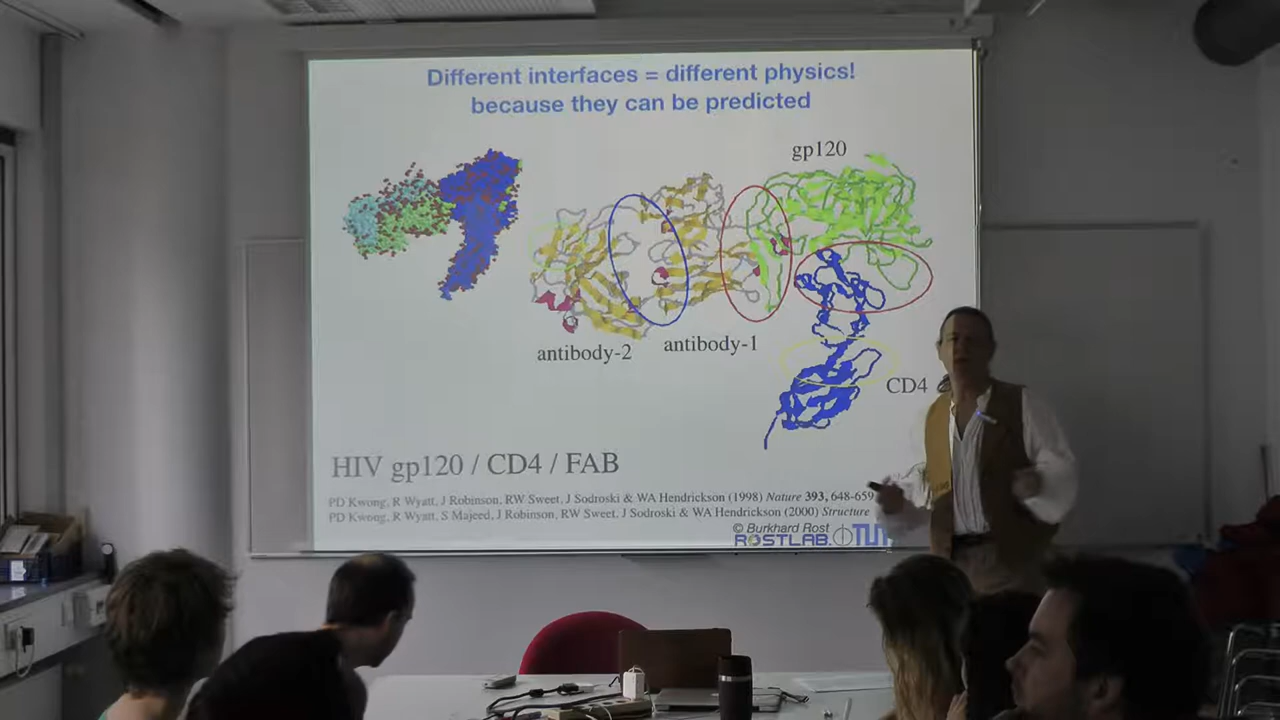 Different interfaces = different physics!
because they can be predicted
gp120
antibody-2
antibody-1
CD4
HIV gp120 / CD4 / FAB
PD Kwong, R Wyatt, J Robinson, RW Sweet, J Sodroski & WA Hendrickson (1998) Nature 393, 648-659
PD Kwong, R Wyatt, S Majeed, J Robinson, RW Sweet, J Sodroski & WA Hendrickson (2000) Structure
© Burkhard Rost
ROSTLAB